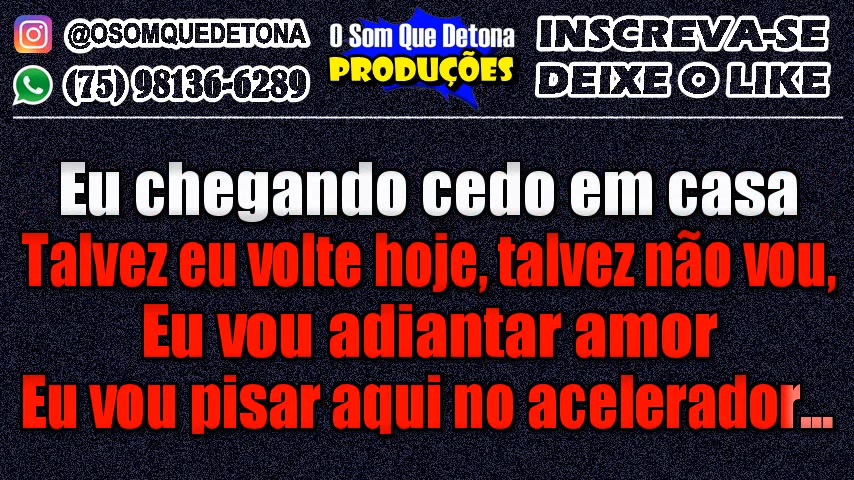 @OSOMQUEDETONA
(75) 98136-6289
O Som Que Detona
PRODUÇÕES
INSCREVA-SE
DEIXE O LIKE
Eu chegando cedo em casa
Talvez eu volte hoje, talvez não vou,
Eu vou adiantar amor
Eu vou pisar aqui no acelerador...